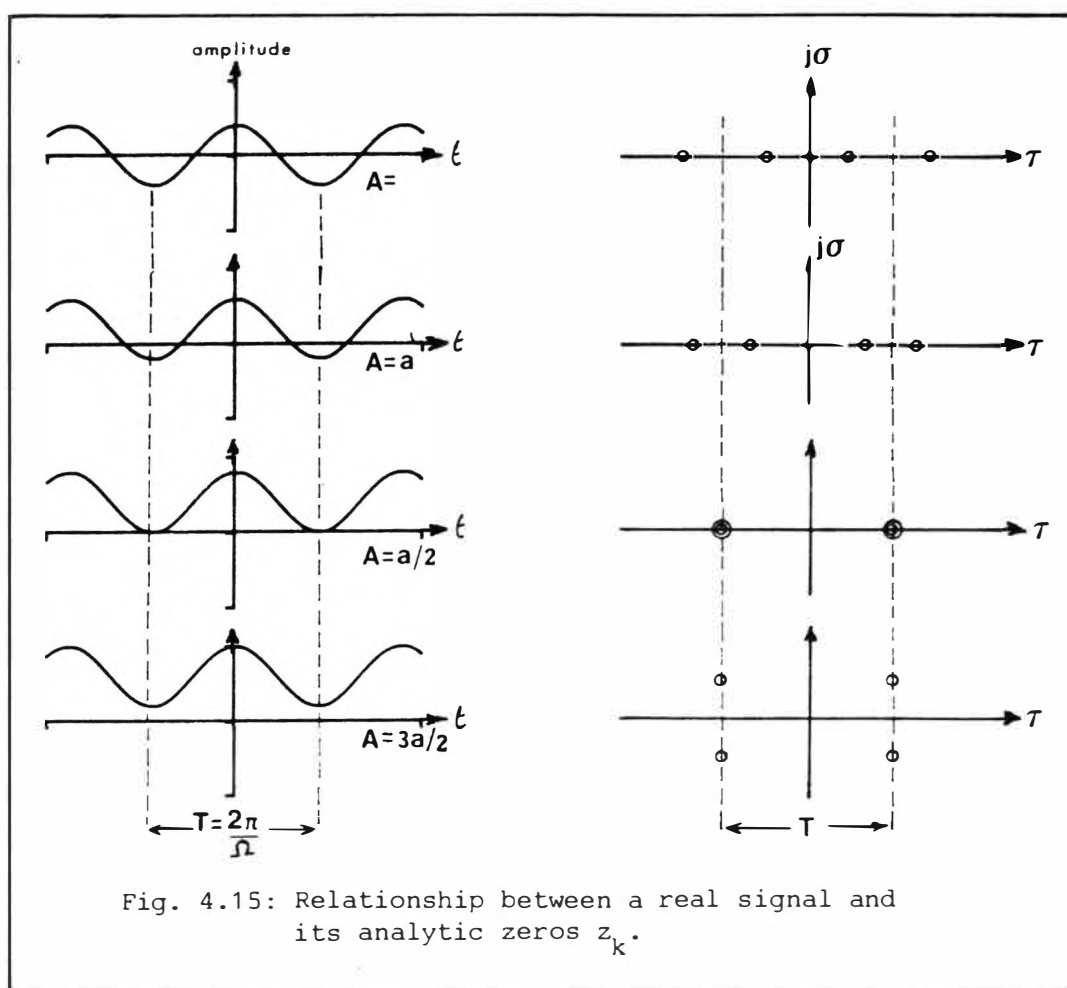 amplitude
t
A=
t
A=a
t
A=a/2
t
A=3a/2
T=2π/Ω
jσ
τ
jσ
τ
τ
τ
T
Fig. 4.15: Relationship between a real signal and
its analytic zeros z_k.